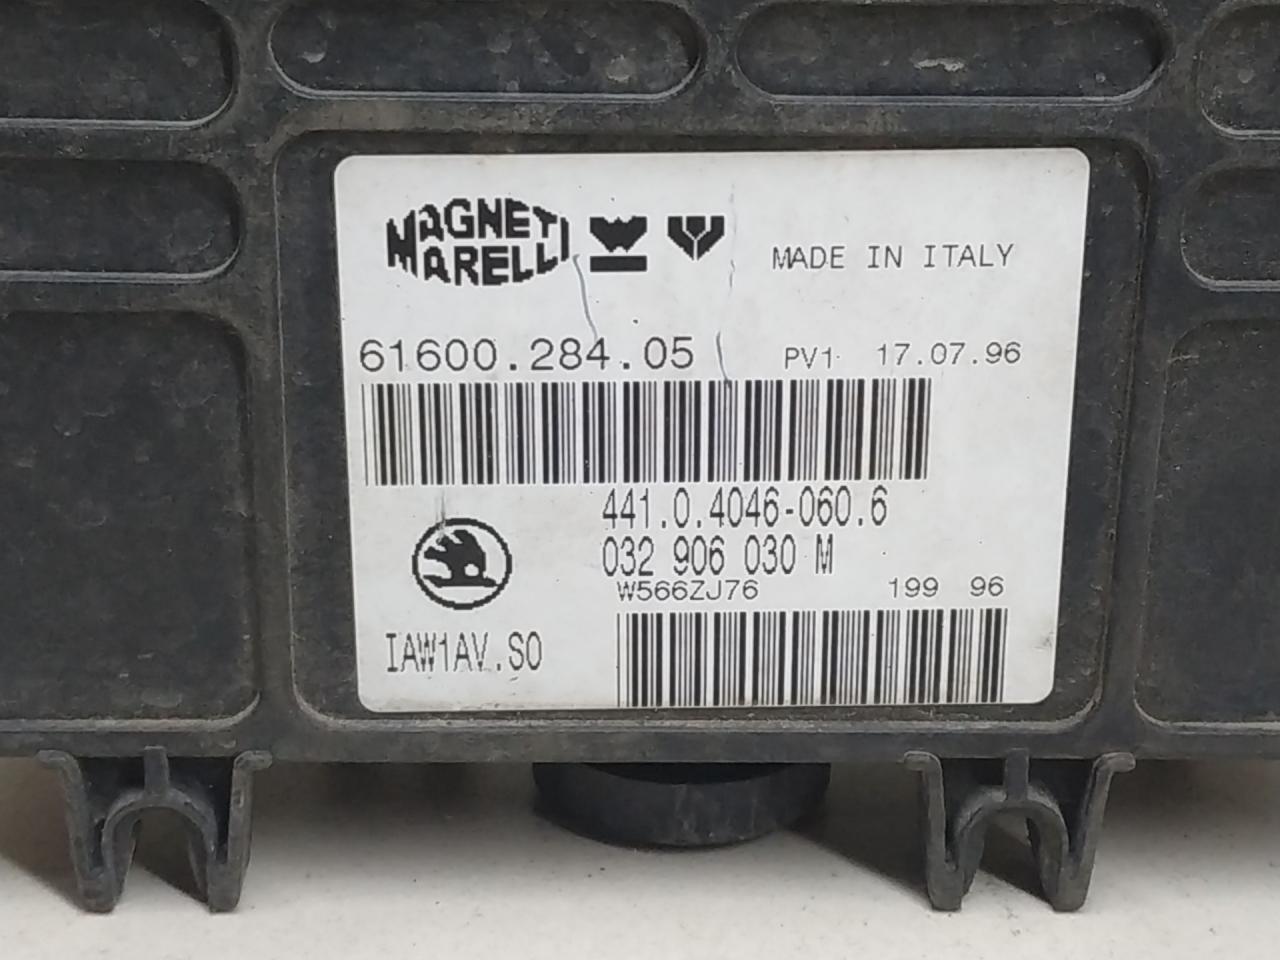 MAGNETI
MARELLI
MADE IN ITALY
61600.284.05 PV1 17.07.96
441.0.4046-060.6
032 906 030 M
W566ZJ76 199 96
IAW1AV.S0